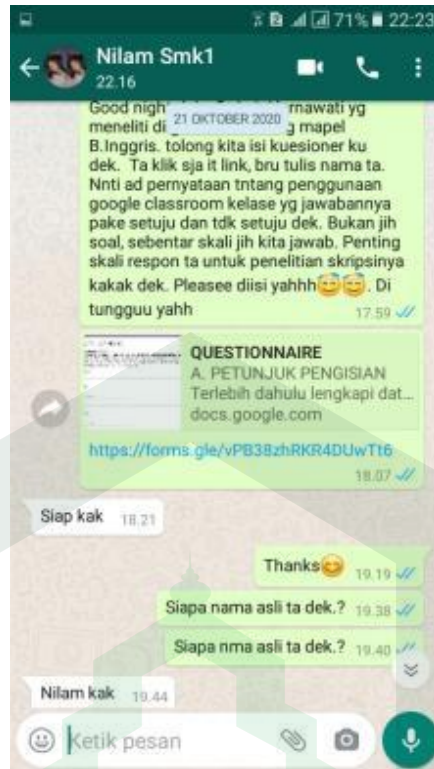 71% 22:23
Nilam Smk1
22.16
Good nigh rnawati yg
21 OKTOBER 2020
meneliti di g mapel
B.Inggris. tolong kita isi kuesioner ku
dek. Ta klik sja it link, bru tulis nama ta.
Nnti ad pernyataan tntang penggunaan
google classroom kelase yg jawabannya
pake setuju dan tdk setuju dek. Bukan jih
soal, sebentar skali jih kita jawab. Penting
skali respon ta untuk penelitian skripsinya
kakak dek. Pleasee diisi yahhh😇😇. Di
tungguu yahh 17.59
QUESTIONNAIRE
A. PETUNJUK PENGISIAN
Terlebih dahulu lengkapi dat...
docs.google.com
https://forms.gle/vPB38zhRKR4DUwTt6
18.07
Siap kak 18.21
Thanks😊 19.19
Siapa nama asli ta dek.? 19.38
Siapa nma asli ta dek.? 19.40
Nilam kak 19.44
Ketik pesan